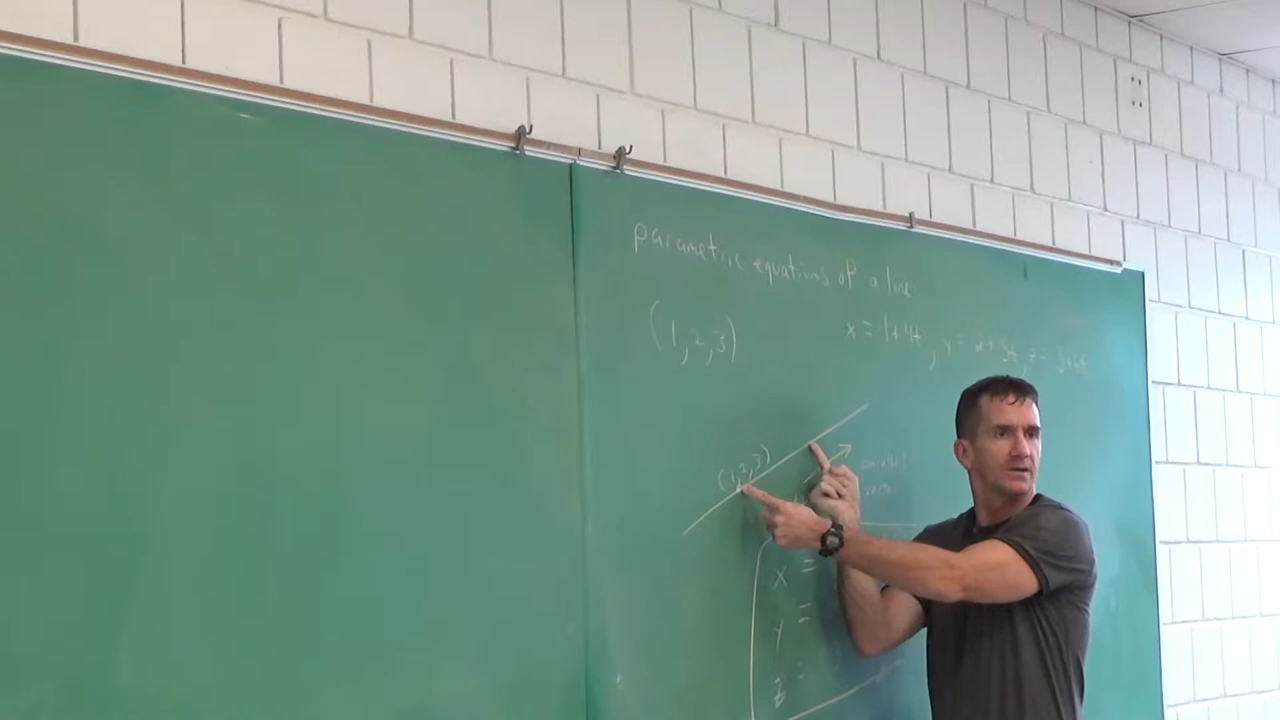 parametric equations of a line
(1,2,3)
x = 1+4t, y = 2+5t, z = 3+6t
(1,2,3)
parallel
x =
y =
z =